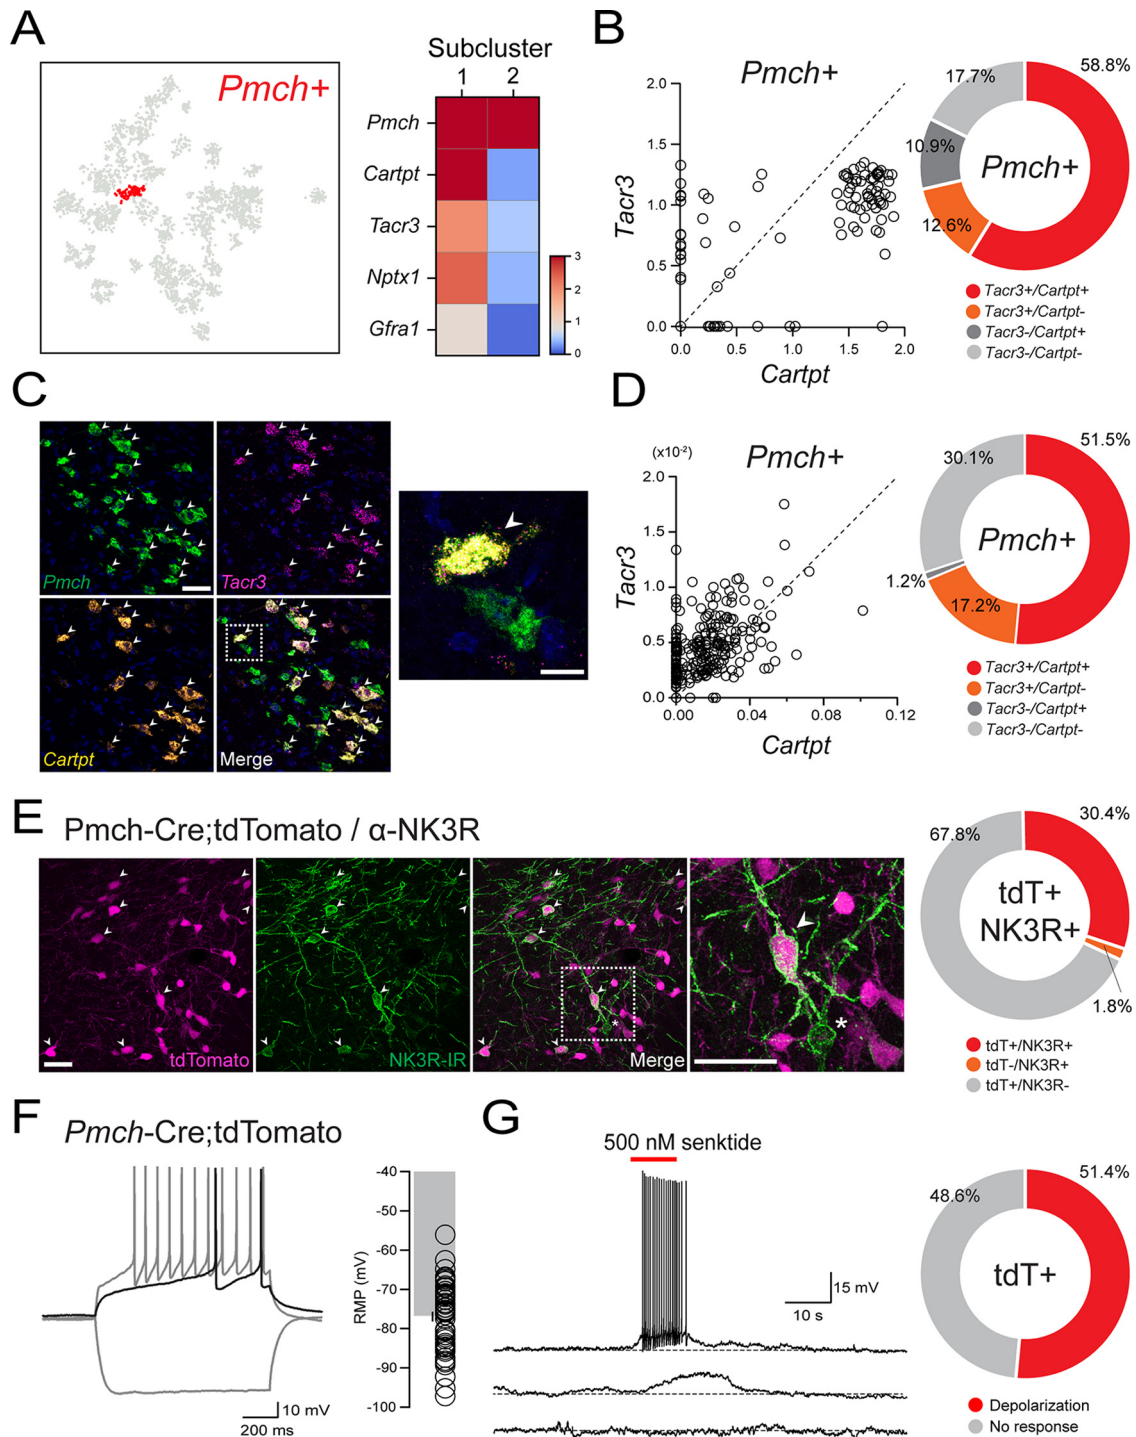 A
Pmch+
Subcluster
1 2
Pmch
Cartpt
Tacr3
Nptx1
Gfra1
3
2
1
0
B
Pmch+
2.0
1.5
1.0
0.5
0.0
Tacr3
0.0 0.5 1.0 1.5 2.0
Cartpt
58.8%
17.7%
10.9%
12.6%
Pmch+
Tacr3+/Cartpt+
Tacr3+/Cartpt-
Tacr3-/Cartpt+
Tacr3-/Cartpt-
C
Pmch
Tacr3
Cartpt
Merge
D
(x10-2)
Pmch+
2.0
1.5
1.0
0.5
0.0
Tacr3
0.00 0.04 0.08 0.12
Cartpt
51.5%
30.1%
1.2%
17.2%
Pmch+
Tacr3+/Cartpt+
Tacr3+/Cartpt-
Tacr3-/Cartpt+
Tacr3-/Cartpt-
E
Pmch-Cre;tdTomato / α-NK3R
tdTomato
NK3R-IR
Merge
*
*
30.4%
67.8%
1.8%
tdT+
NK3R+
tdT+/NK3R+
tdT-/NK3R+
tdT+/NK3R-
F
Pmch-Cre;tdTomato
10 mV
200 ms
RMP (mV)
-40
-50
-60
-70
-80
-90
-100
G
500 nM senktide
15 mV
10 s
51.4%
48.6%
tdT+
Depolarization
No response